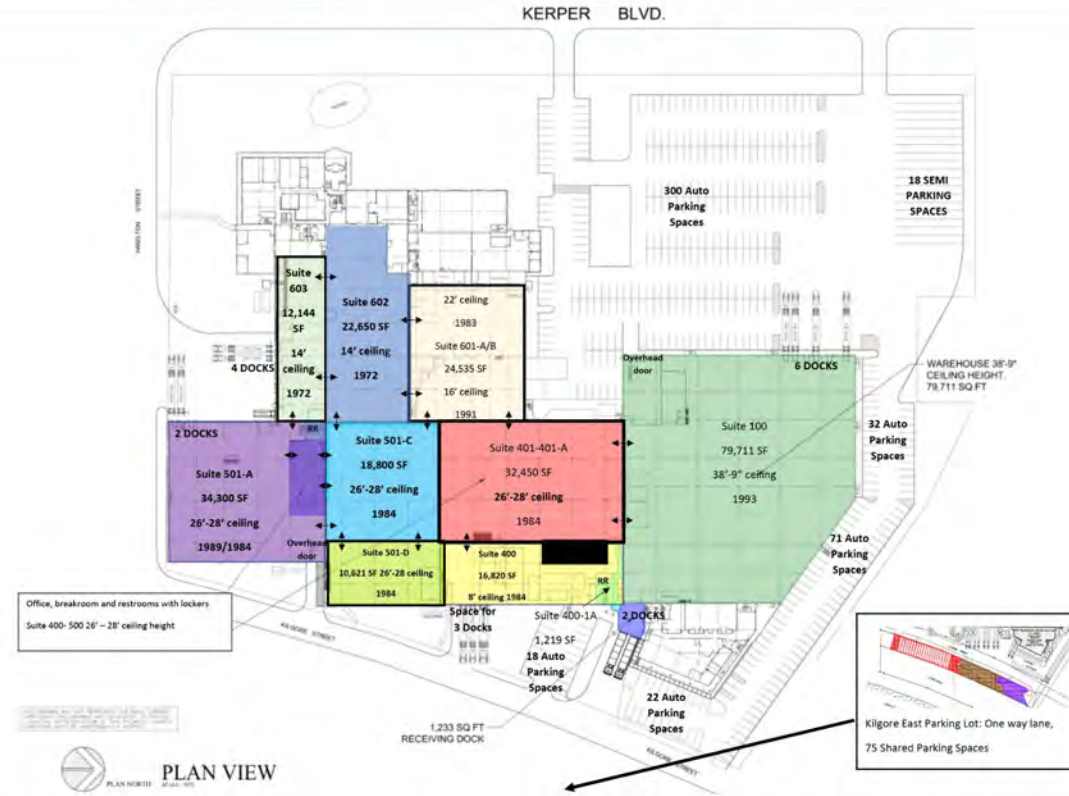 KERPER BLVD.
HAMILTON STREET
300 Auto
Parking
Spaces
18 SEMI
PARKING
SPACES
Suite
603
12,144
SF
14'
ceiling
1972
Suite 602
22,650 SF
14' ceiling
1972
22' ceiling
1983
Suite 601-A/B
24,535 SF
16' ceiling
1991
4 DOCKS
Overhead
door
6 DOCKS
WAREHOUSE 38'-9"
CEILING HEIGHT.
79,711 SQ FT
Suite 100
79,711 SF
38'-9" ceiling
1993
32 Auto
Parking
Spaces
2 DOCKS
RR
Suite 501-A
34,300 SF
26'-28' ceiling
1989/1984
Suite 501-C
18,800 SF
26'-28' ceiling
1984
Suite 401-401-A
32,450 SF
26'-28' ceiling
1984
71 Auto
Parking
Spaces
Overhead
door
Suite 501-D
10,621 SF 26'-28 ceiling
1984
Suite 400
16,820 SF
8' ceiling 1984
RR
Office, breakroom and restrooms with lockers
Suite 400- 500 26' – 28' ceiling height
Space for
3 Docks
Suite 400-1A
1,219 SF
2 DOCKS
18 Auto
Parking
Spaces
22 Auto
Parking
Spaces
KILGORE STREET
KILGORE STREET
1,233 SQ FT
RECEIVING DOCK
Kilgore East Parking Lot: One way lane,
75 Shared Parking Spaces
PLAN NORTH
PLAN VIEW